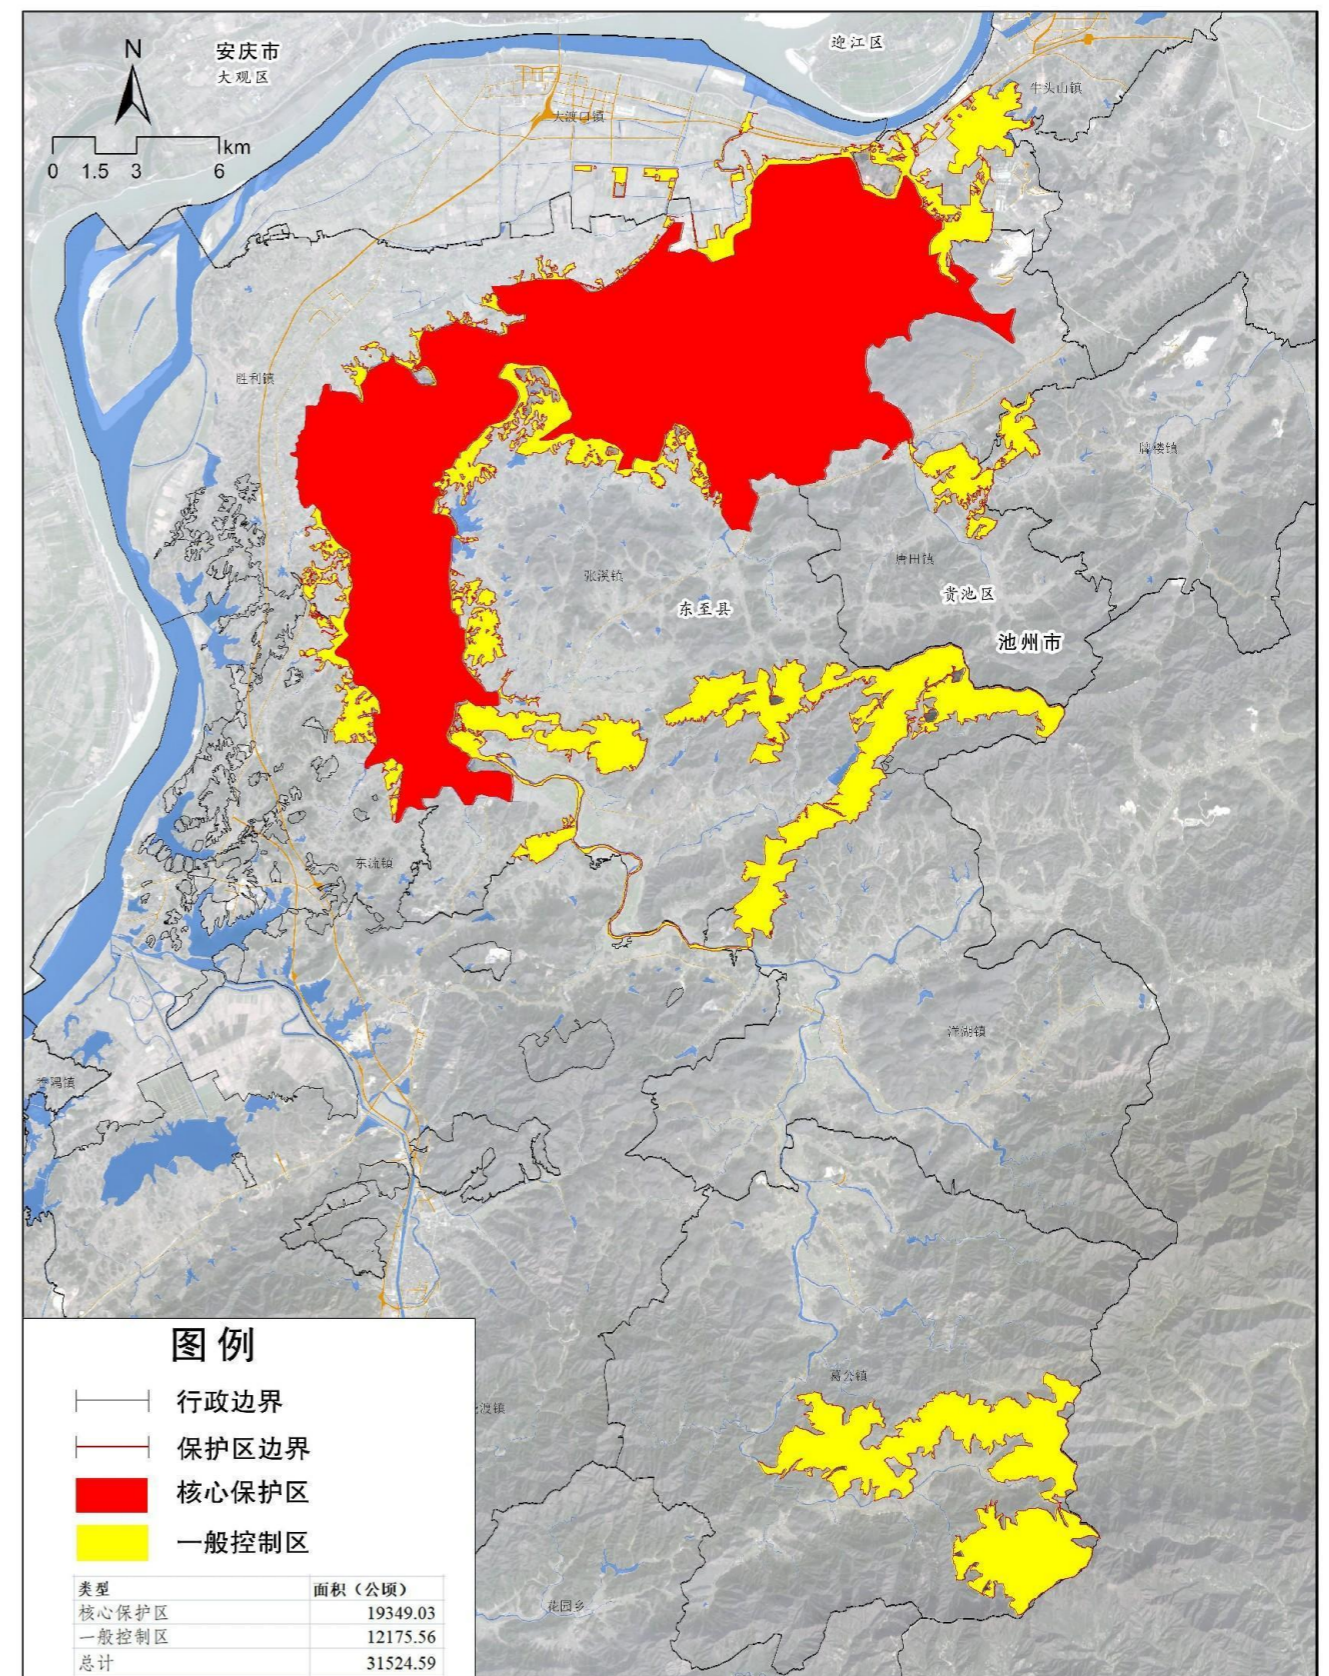 N
安庆市
大观区
迎江区
牛头山镇
大渡口镇
km
0 1.5 3 6
胜利镇
牌楼镇
唐田镇
张溪镇
贵池区
东至县
池州市
东流镇
洋湖镇
葛公镇
渡镇
花园乡
图例
行政边界
保护区边界
核心保护区
一般控制区
类型 面积（公顷）
核心保护区 19349.03
一般控制区 12175.56
总计 31524.59